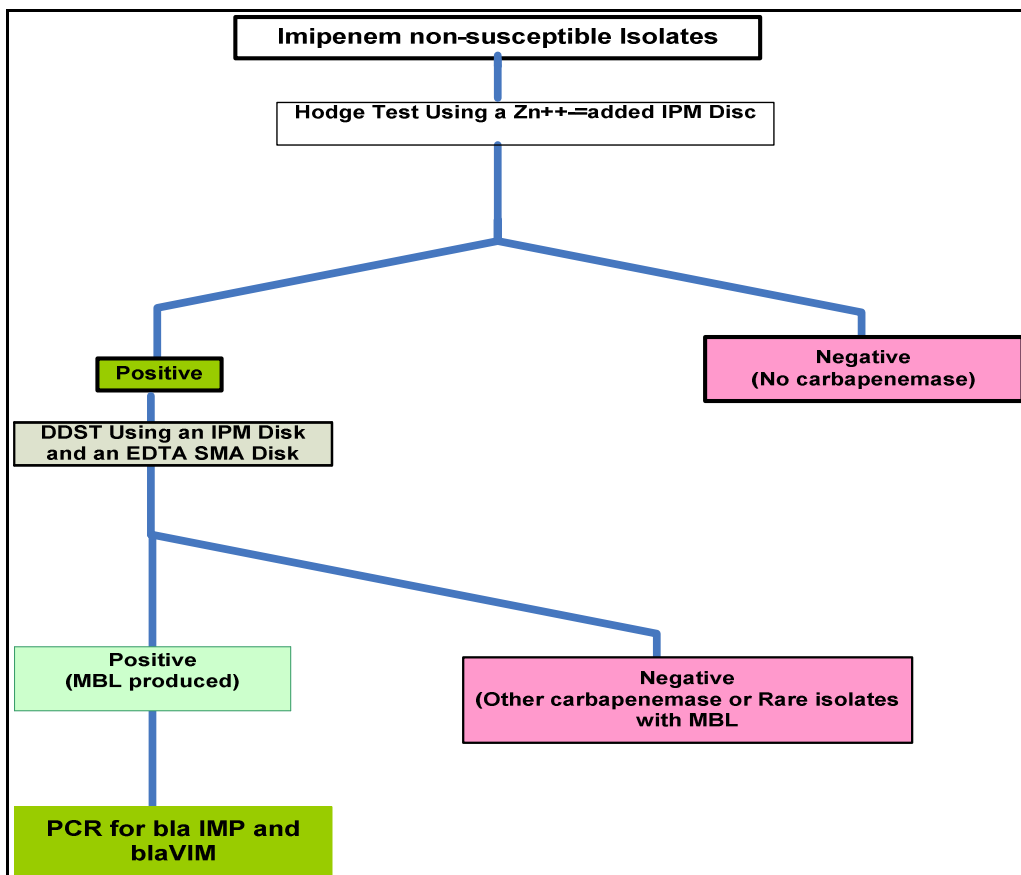 Imipenem non-susceptible Isolates
Hodge Test Using a Zn++-=added IPM Disc
Positive
Negative
(No carbapenemase)
DDST Using an IPM Disk
and an EDTA SMA Disk
Positive
(MBL produced)
Negative
(Other carbapenemase or Rare isolates
with MBL
PCR for bla IMP and
blaVIM